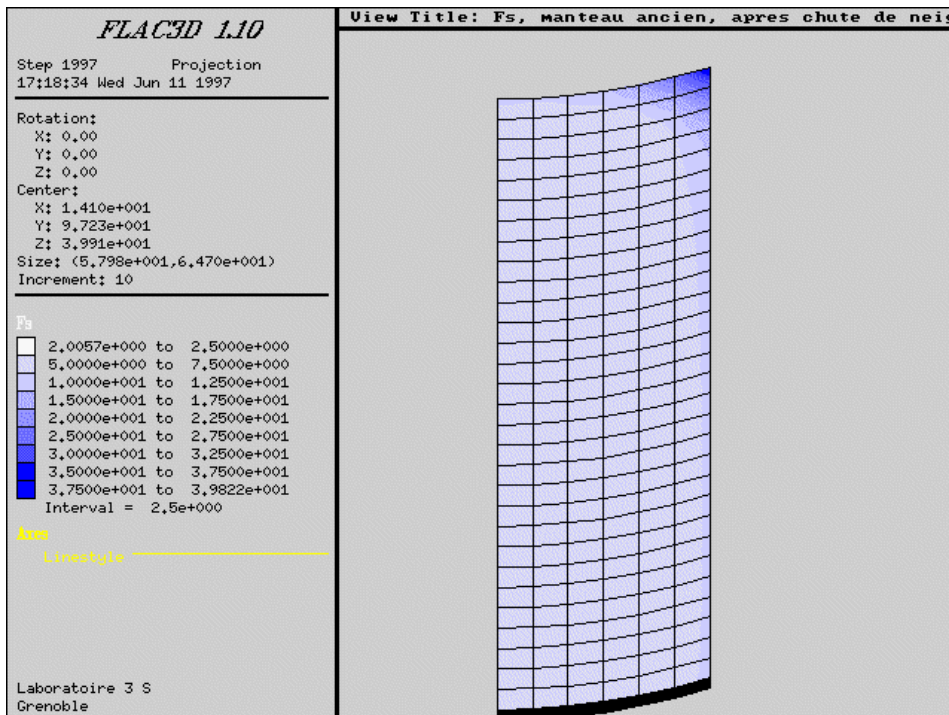 FLAC3D 1.10
Step 1997 Projection
17:18:34 Wed Jun 11 1997
Rotation:
X: 0.00
Y: 0.00
Z: 0.00
Center:
X: 1.410e+001
Y: 9.723e+001
Z: 3.991e+001
Size: (5.798e+001,6.470e+001)
Increment: 10
Fs
2.0057e+000 to 2.5000e+000
5.0000e+000 to 7.5000e+000
1.0000e+001 to 1.2500e+001
1.5000e+001 to 1.7500e+001
2.0000e+001 to 2.2500e+001
2.5000e+001 to 2.7500e+001
3.0000e+001 to 3.2500e+001
3.5000e+001 to 3.7500e+001
3.7500e+001 to 3.9822e+001
Interval = 2.5e+000
Axes
Linestyle
Laboratoire 3 S
Grenoble
View Title: Fs, manteau ancien, apres chute de neig